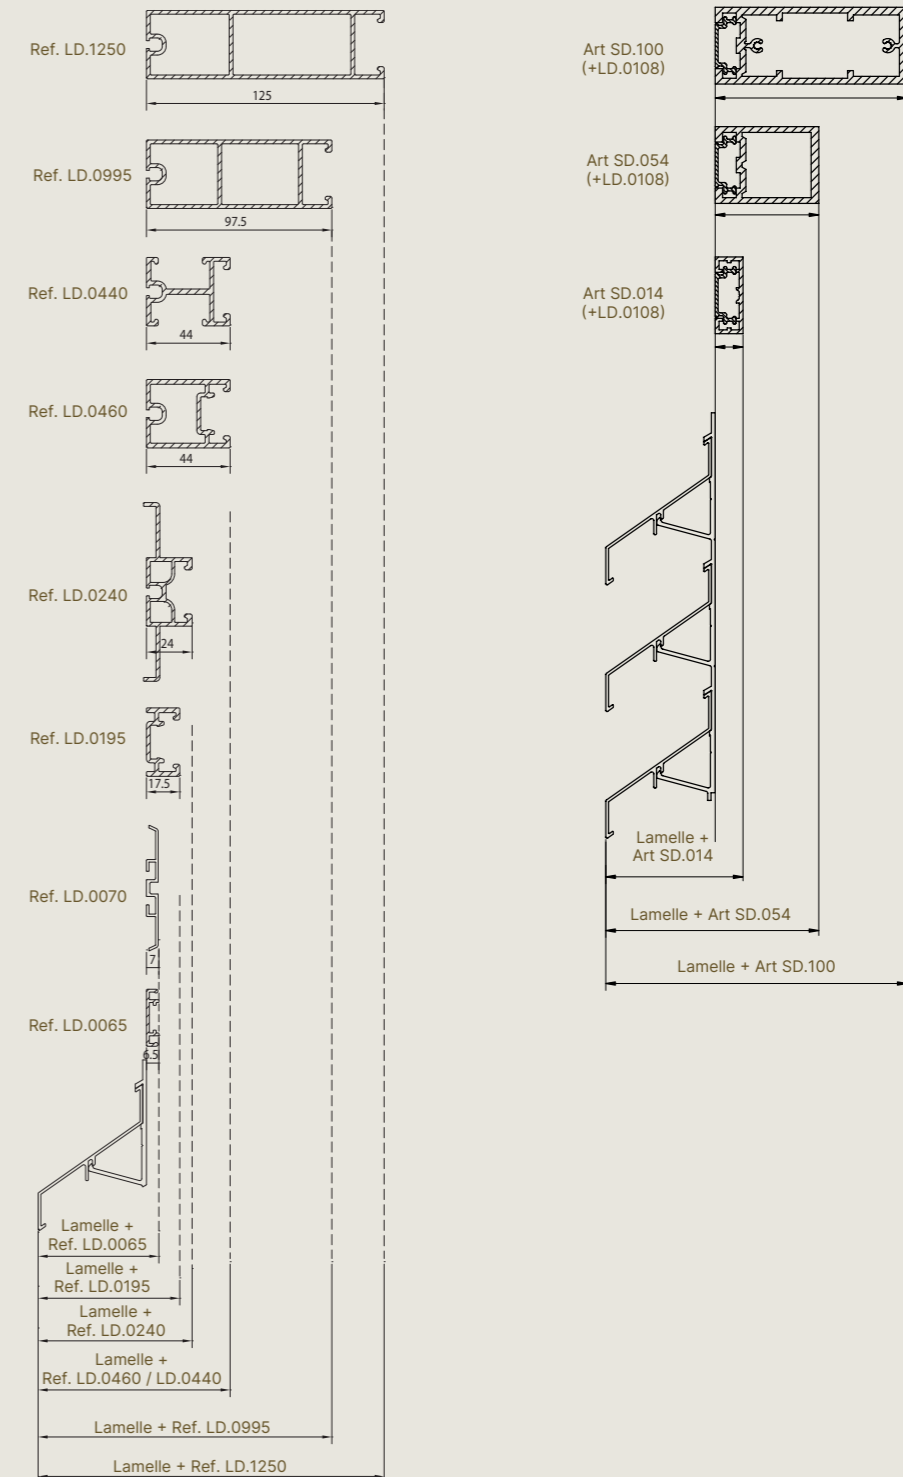 Ref. LD.1250
125
Ref. LD.0995
97.5
Ref. LD.0440
44
Ref. LD.0460
44
Ref. LD.0240
24
Ref. LD.0195
17.5
Ref. LD.0070
7
Ref. LD.0065
6.5
Lamelle +
Ref. LD.0065
Lamelle +
Ref. LD.0195
Lamelle +
Ref. LD.0240
Lamelle +
Ref. LD.0460 / LD.0440
Lamelle + Ref. LD.0995
Lamelle + Ref. LD.1250
Art SD.100
(+LD.0108)
Art SD.054
(+LD.0108)
Art SD.014
(+LD.0108)
Lamelle +
Art SD.014
Lamelle + Art SD.054
Lamelle + Art SD.100